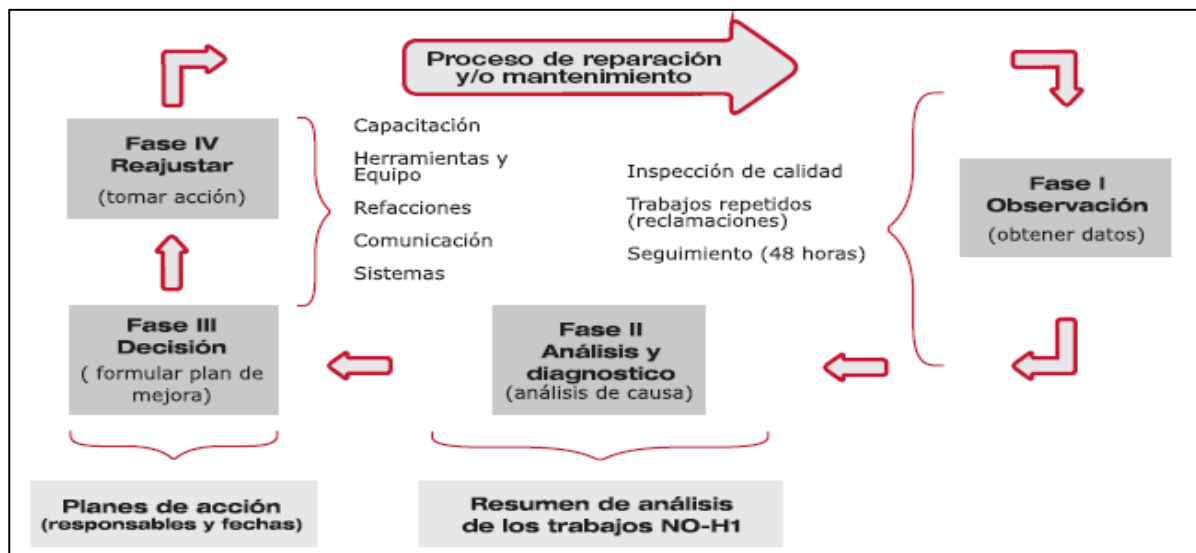 Proceso de reparación
y/o mantenimiento
Fase IV
Reajustar
(tomar acción)
Capacitación
Herramientas y
Equipo
Refacciones
Comunicación
Sistemas
Inspección de calidad
Trabajos repetidos
(reclamaciones)
Seguimiento (48 horas)
Fase I
Observación
(obtener datos)
Fase III
Decisión
( formular plan de
mejora)
Fase II
Análisis y
diagnostico
(análisis de causa)
Planes de acción
(responsables y fechas)
Resumen de análisis
de los trabajos NO-H1